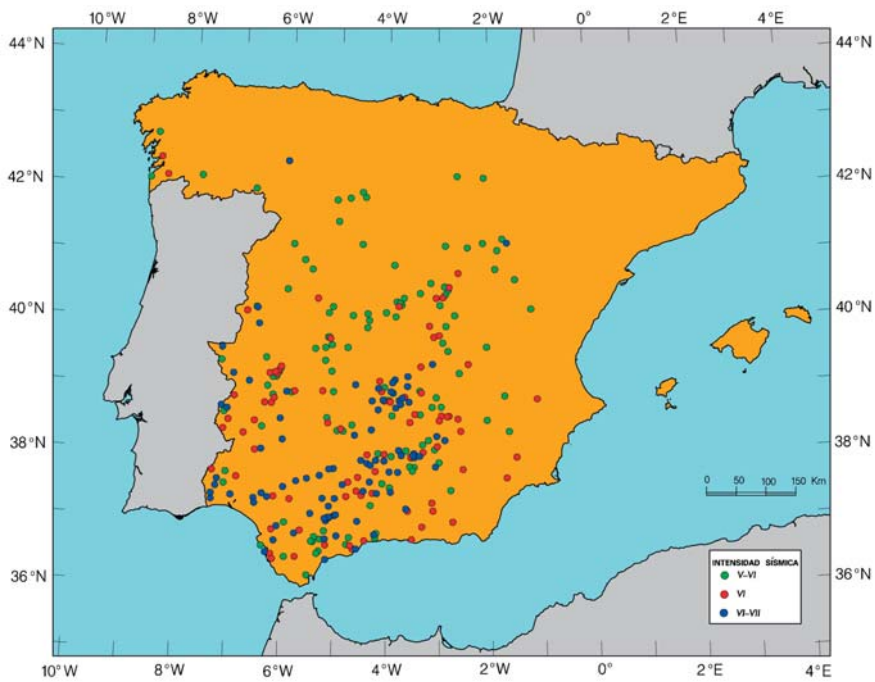 10°W 8°W 6°W 4°W 2°W 0° 2°E 4°E
44°N 44°N
42°N 42°N
40°N 40°N
38°N 38°N
0 50 100 150 Km
INTENSIDAD SÍSMICA
V-VI
VI
VI-VII
36°N 36°N
10°W 8°W 6°W 4°W 2°W 0° 2°E 4°E